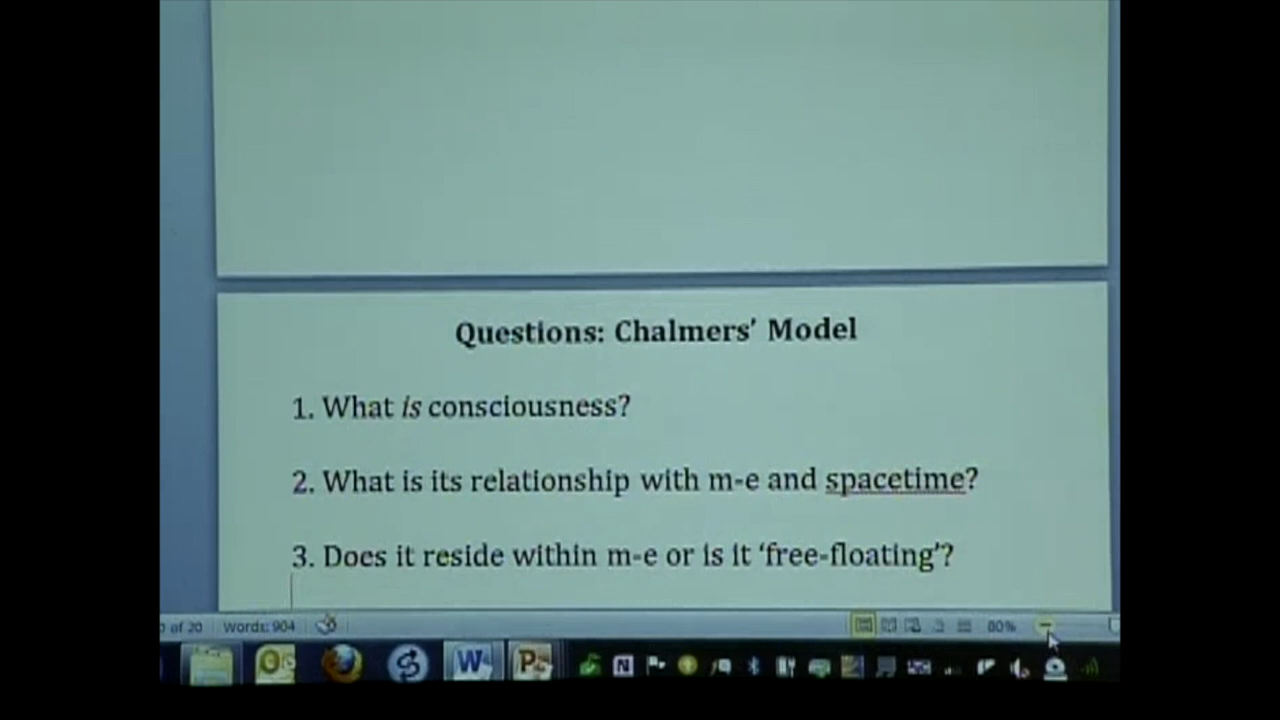 Questions: Chalmers’ Model
1. What is consciousness?
2. What is its relationship with m-e and spacetime?
3. Does it reside within m-e or is it ‘free-floating’?
of 20 Words: 904 80%